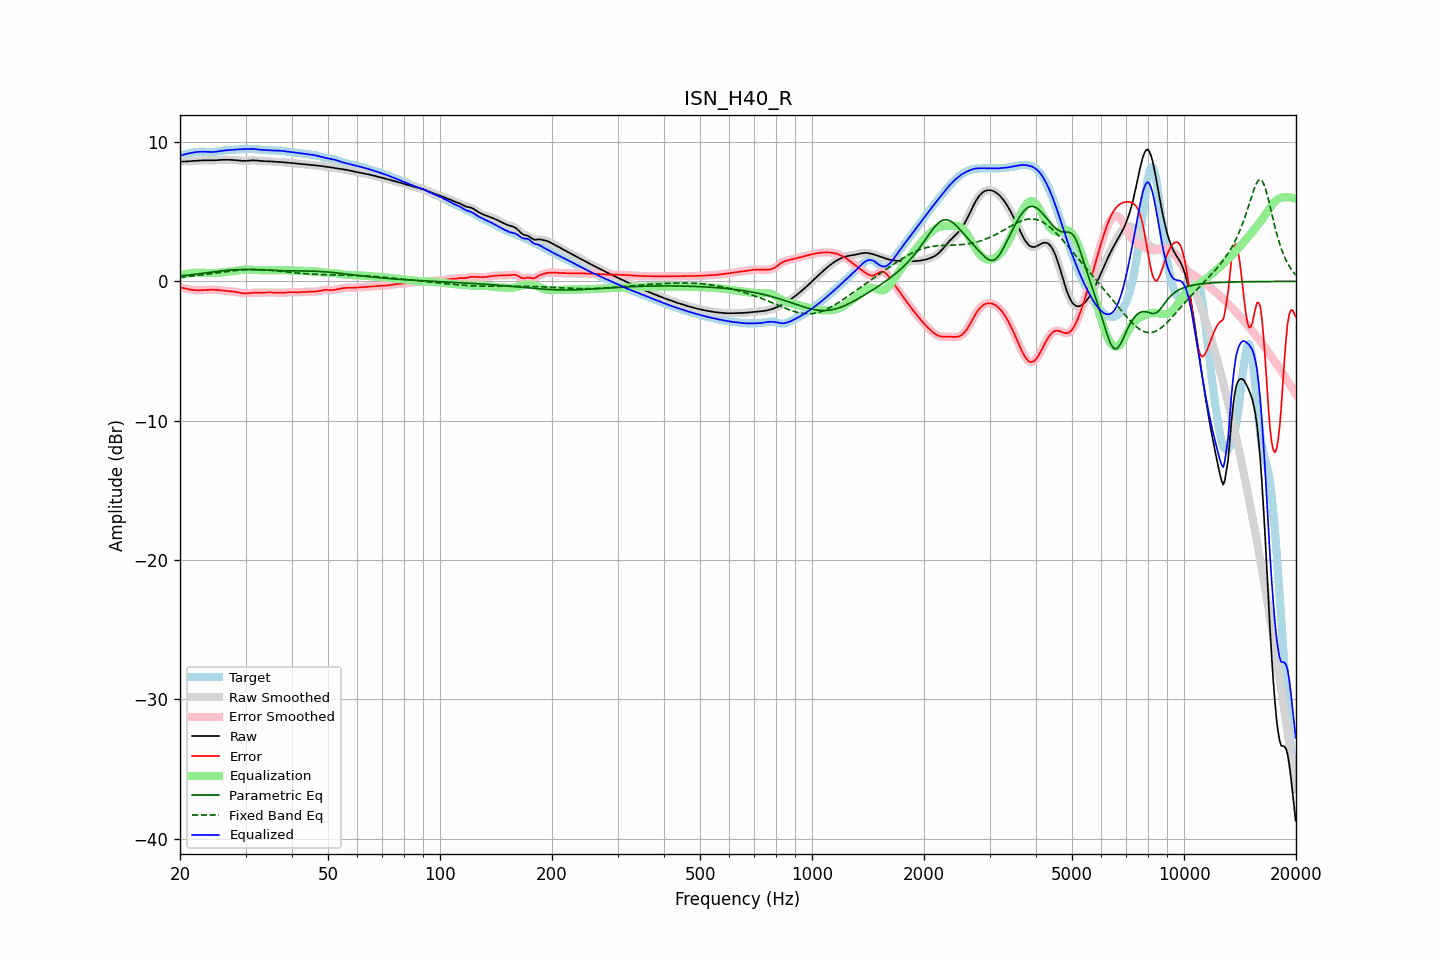 ISN_H40_R
10
0
−10
−20
−30
−40
Amplitude (dBr)
Target
Raw Smoothed
Error Smoothed
Raw
Error
Equalization
Parametric Eq
Fixed Band Eq
Equalized
20 50 100 200 500 1000 2000 5000 10000 20000
Frequency (Hz)